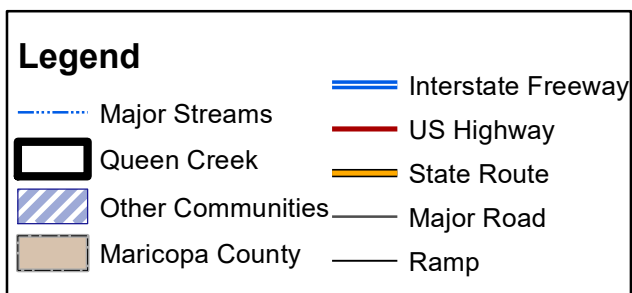 Legend
Major Streams
Queen Creek
Other Communities
Maricopa County
Interstate Freeway
US Highway
State Route
Major Road
Ramp